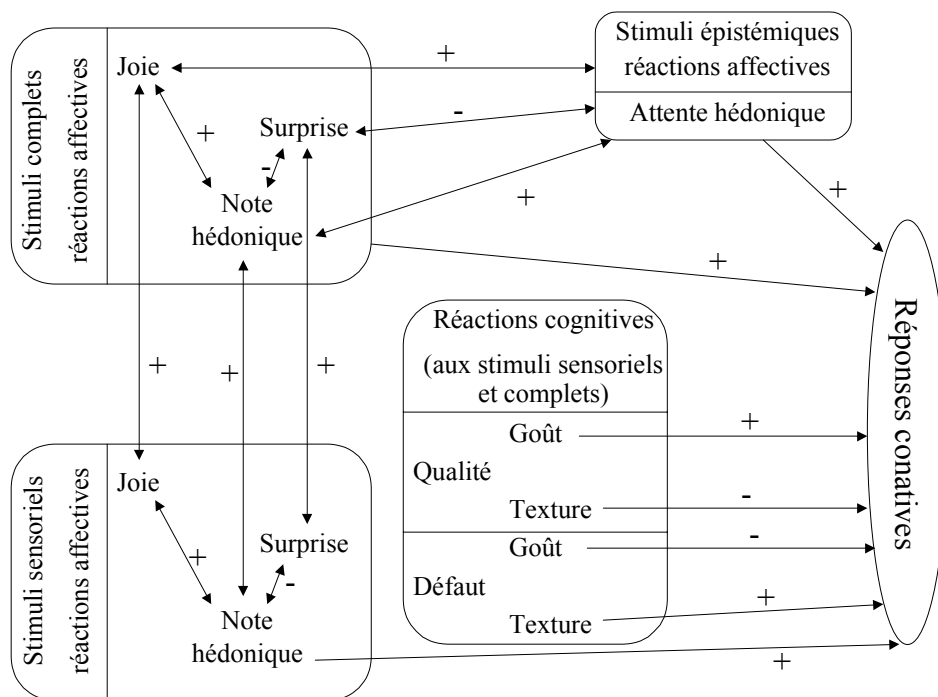 Stimuli complets
réactions affectives
Joie
+
Surprise
-
Note
hédonique
+
-
+
Stimuli épistémiques
réactions affectives
Attente hédonique
+
+
+
+
+
Réactions cognitives
(aux stimuli sensoriels
et complets)
Qualité
Goût
+
Texture
-
Défaut
Goût
-
Texture
+
Réponses conatives
Stimuli sensoriels
réactions affectives
Joie
+
Surprise
-
Note
hédonique
+